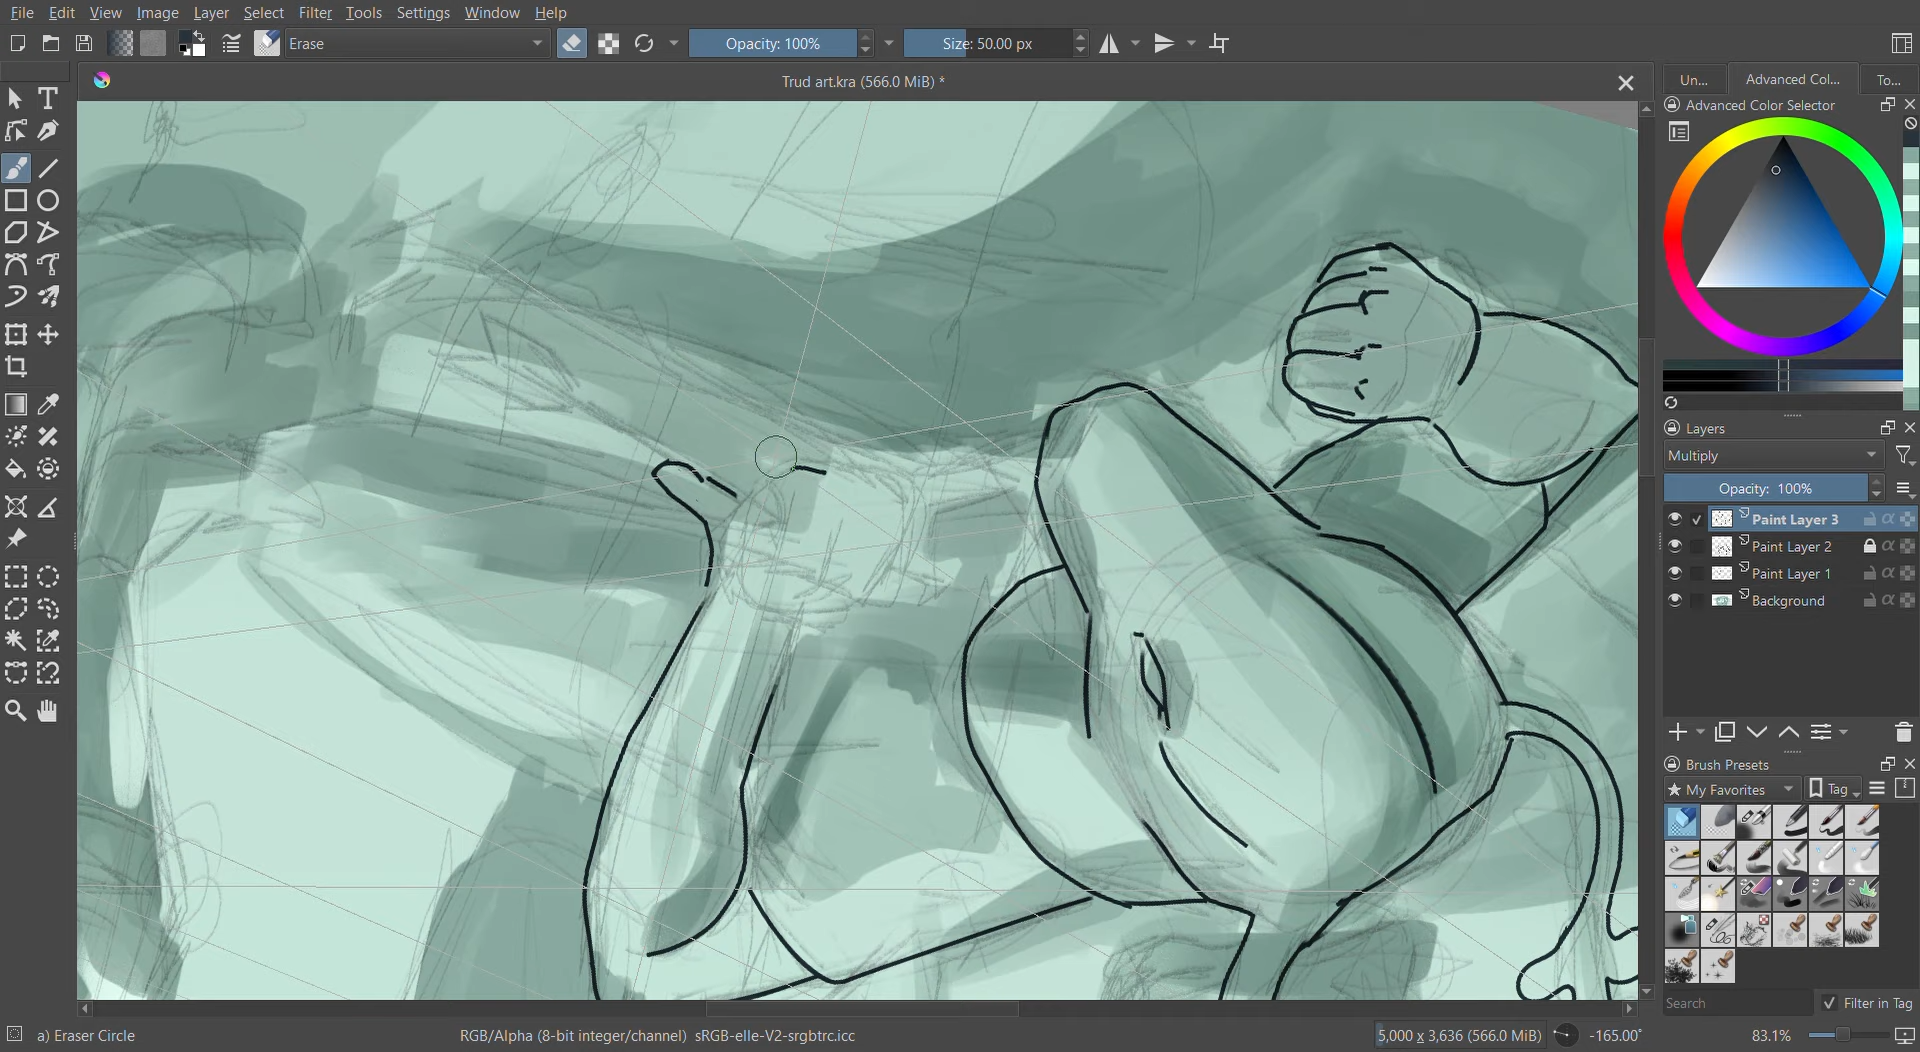 File Edit View Image Layer Select Filter Tools Settings Window Help
Erase Opacity: 100% Size: 50.00 px
Trud art.kra (566.0 MiB) *
Un... Advanced Col... To...
Advanced Color Selector
Layers
Multiply
Opacity: 100%
Paint Layer 3
Paint Layer 2
Paint Layer 1
Background
Brush Presets
My Favorites Tag
Search Filter in Tag
a) Eraser Circle RGB/Alpha (8-bit integer/channel) sRGB-elle-V2-srgbtrc.icc 5,000 x 3,636 (566.0 MiB) -165.00° 83.1%